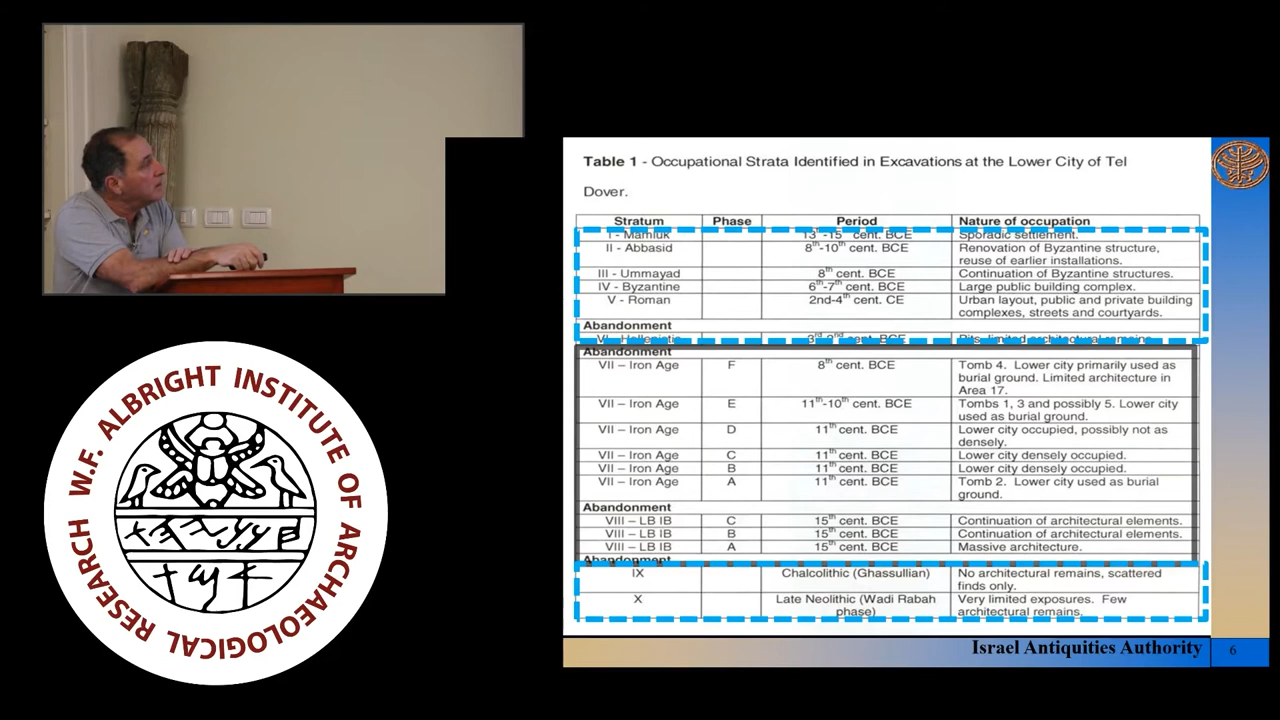 Table 1 - Occupational Strata Identified in Excavations at the Lower City of Tel
Dover.
Stratum Phase Period Nature of occupation
I - Mamluk 13th-15th cent. BCE Sporadic settlement.
II - Abbasid 8th-10th cent. BCE Renovation of Byzantine structure,
reuse of earlier installations.
III - Ummayad 8th cent. BCE Continuation of Byzantine structures.
IV - Byzantine 6th-7th cent. BCE Large public building complex.
V - Roman 2nd-4th cent. CE Urban layout, public and private building
complexes, streets and courtyards.
Abandonment
VI - Hellenistic 3rd-2nd cent. BCE Pits, limited architectural remains.
Abandonment
VII – Iron Age F 8th cent. BCE Tomb 4. Lower city primarily used as
burial ground. Limited architecture in
Area 17.
VII – Iron Age E 11th-10th cent. BCE Tombs 1, 3 and possibly 5. Lower city
used as burial ground.
VII – Iron Age D 11th cent. BCE Lower city occupied, possibly not as
densely.
VII – Iron Age C 11th cent. BCE Lower city densely occupied.
VII – Iron Age B 11th cent. BCE Lower city densely occupied.
VII – Iron Age A 11th cent. BCE Tomb 2. Lower city used as burial
ground.
Abandonment
VIII – LB IB C 15th cent. BCE Continuation of architectural elements.
VIII – LB IB B 15th cent. BCE Continuation of architectural elements.
VIII – LB IB A 15th cent. BCE Massive architecture.
Abandonment
IX Chalcolithic (Ghassullian) No architectural remains, scattered
finds only.
X Late Neolithic (Wadi Rabah
phase) Very limited exposures. Few
architectural remains.
Israel Antiquities Authority 6
W.F. ALBRIGHT INSTITUTE OF ARCHAEOLOGICAL RESEARCH